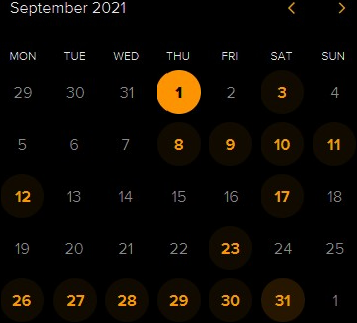 September 2021
MON TUE WED THU FRI SAT SUN
29 30 31 1 2 3 4
5 6 7 8 9 10 11
12 13 14 15 16 17 18
19 20 21 22 23 24 25
26 27 28 29 30 31 1